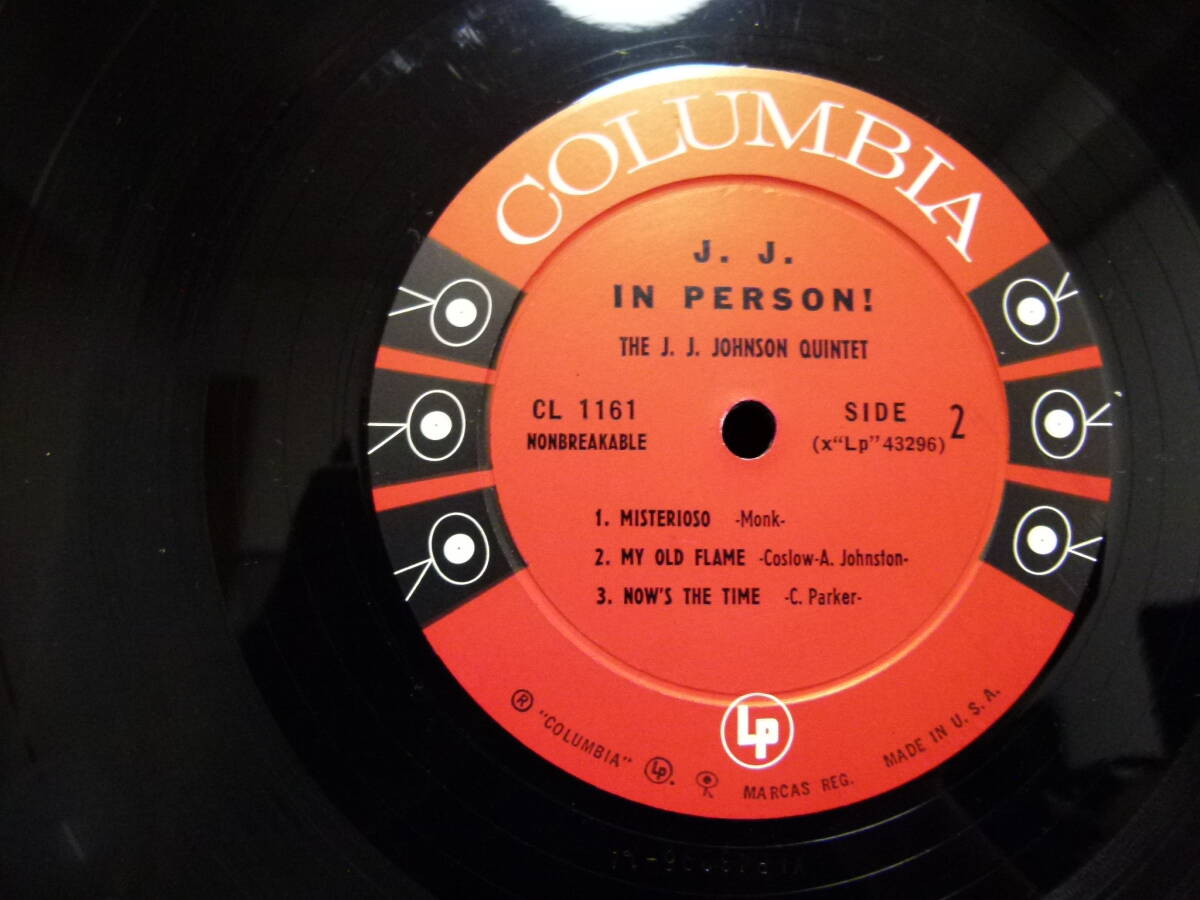 COLUMBIA
J. J.
IN PERSON!
THE J. J. JOHNSON QUINTET
CL 1161
NONBREAKABLE
SIDE 2
(x“Lp”43296)
1. MISTERIOSO -Monk-
2. MY OLD FLAME -Coslow-A. Johnston-
3. NOW'S THE TIME -C. Parker-
Lp
® "COLUMBIA" Lp. MARCAS REG. MADE IN U. S. A.